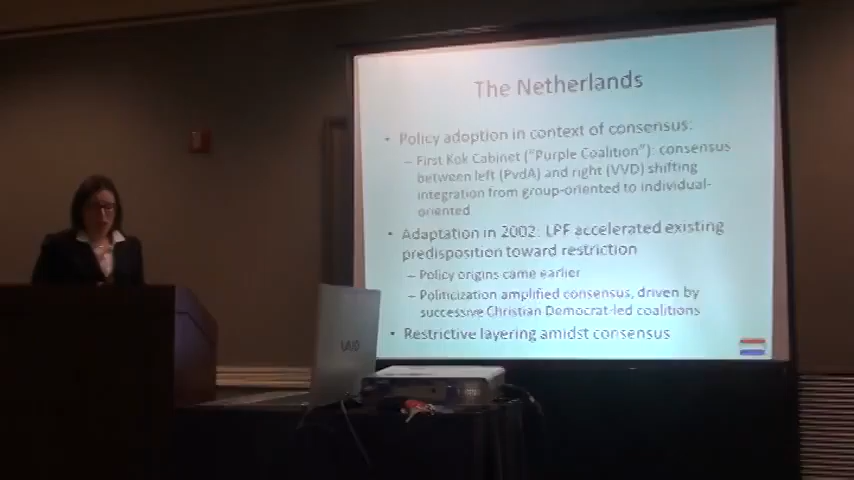 The Netherlands
• Policy adoption in context of consensus:
– First Kok Cabinet ("Purple Coalition"): consensus
between left (PvdA) and right (VVD) shifting
integration from group-oriented to individual-
oriented
• Adaptation in 2002: LPF accelerated existing
predisposition toward restriction
– Policy origins came earlier
– Politicization amplified consensus, driven by
successive Christian Democrat-led coalitions
• Restrictive layering amidst consensus